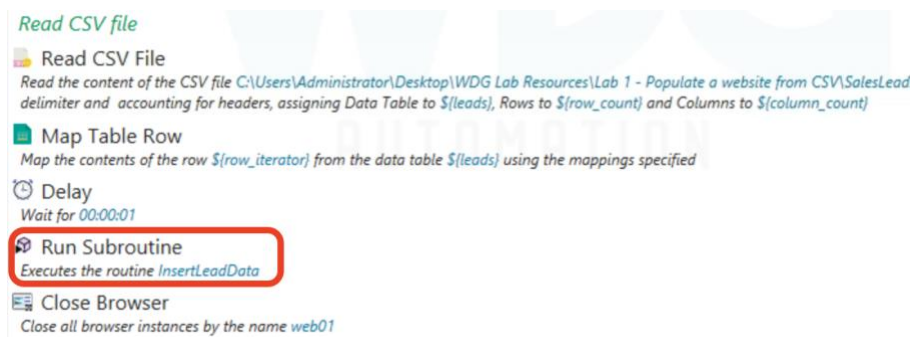 Read CSV file
Read CSV File
Read the content of the CSV file C:\Users\Administrator\Desktop\WDG Lab Resources\Lab 1 - Populate a website from CSV\SalesLead
delimiter and accounting for headers, assigning Data Table to ${leads}, Rows to ${row_count} and Columns to ${column_count}
Map Table Row
Map the contents of the row ${row_iterator} from the data table ${leads} using the mappings specified
Delay
Wait for 00:00:01
Run Subroutine
Executes the routine InsertLeadData
Close Browser
Close all browser instances by the name web01
AUTOMATION